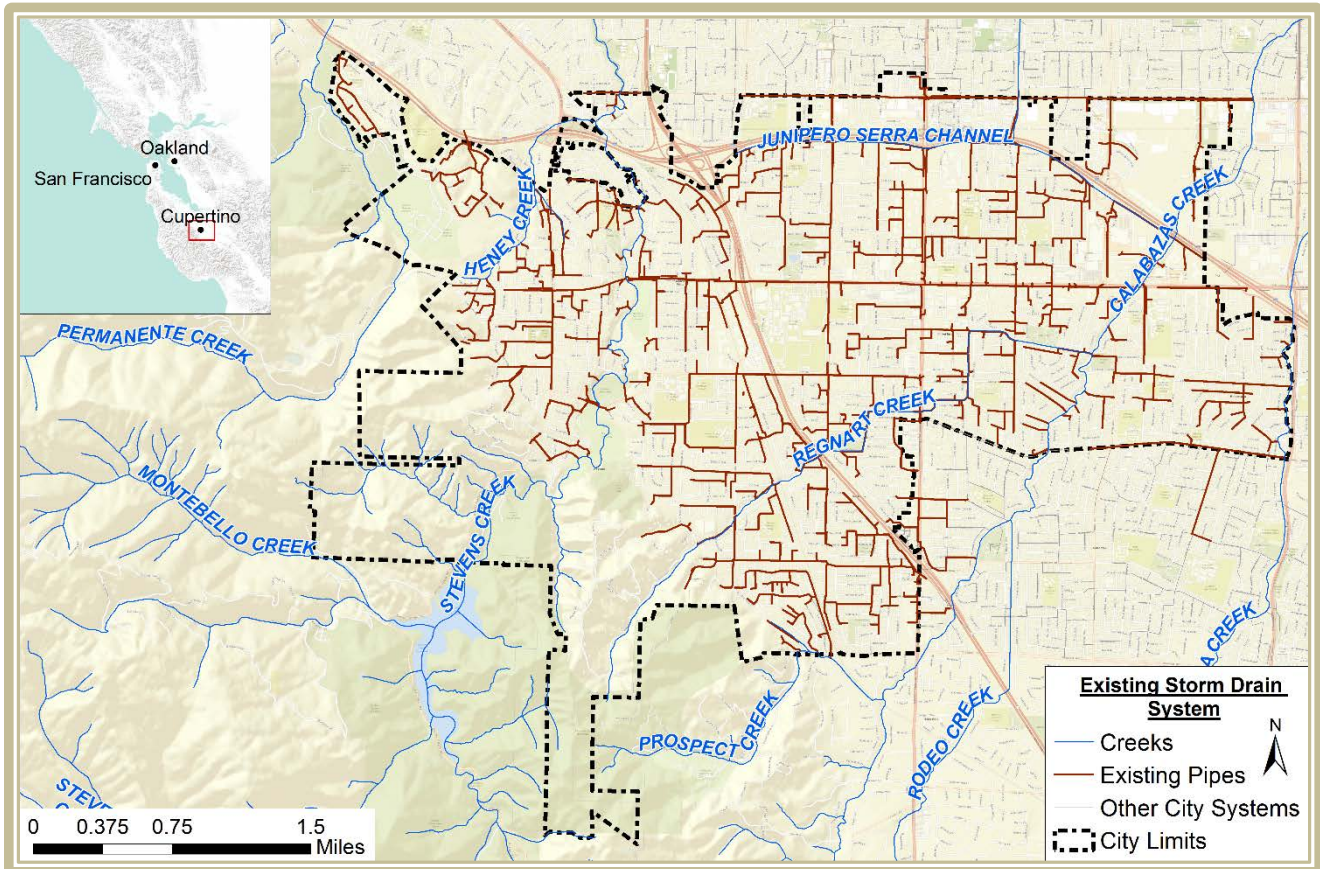 Oakland
San Francisco
Cupertino
JUNIPERO SERRA CHANNEL
HENEY CREEK
CALABAZAS CREEK
PERMANENTE CREEK
REGNART CREEK
MONTEBELLO CREEK
STEVENS CREEK
PROSPECT CREEK
RODEO CREEK
A CREEK
STEVE
0 0.375 0.75 1.5
Miles
Existing Storm Drain
System
N
Creeks
Existing Pipes
Other City Systems
City Limits